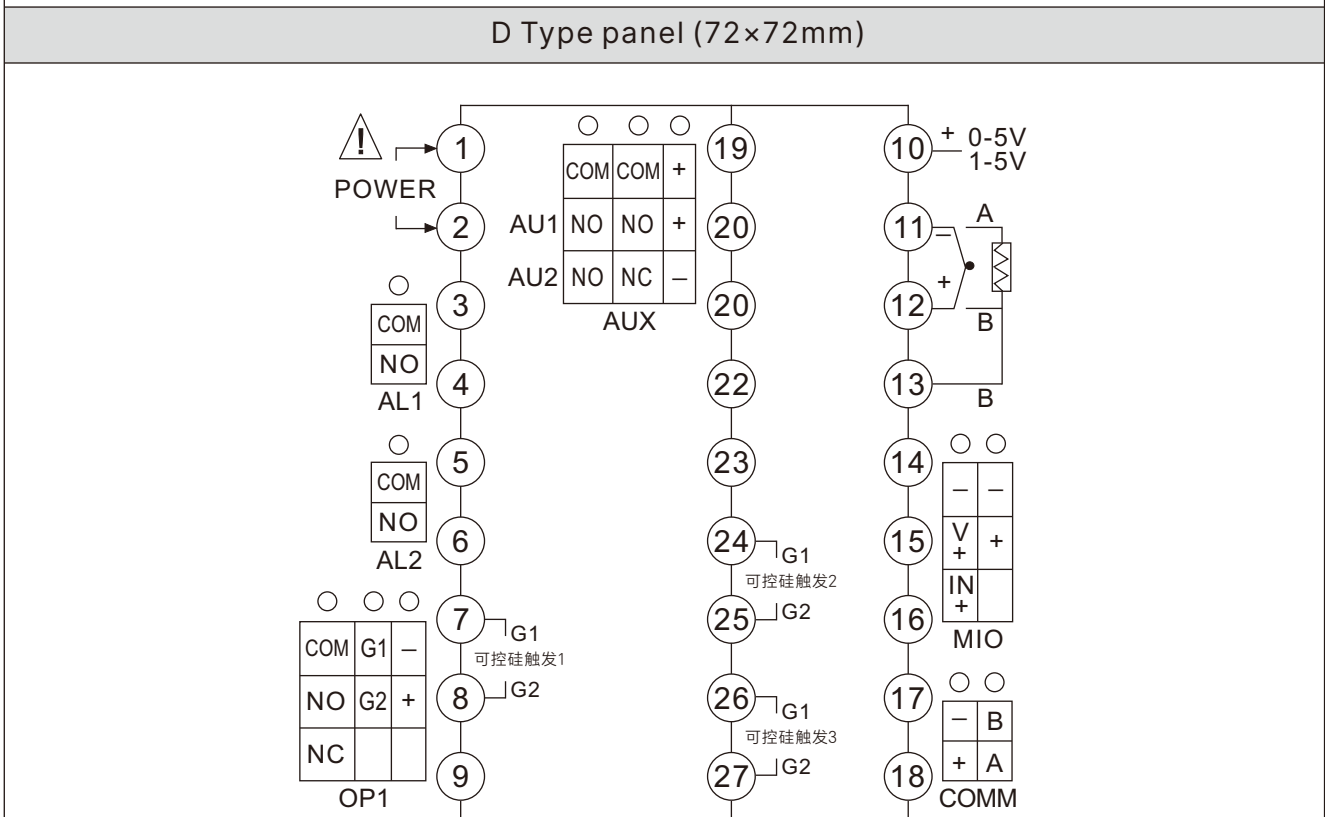 D Type panel (72×72mm)
POWER
1
2
3
4
5
6
7
8
9
COM
NO
AL1
COM
NO
AL2
COM G1 –
NO G2 +
NC
OP1
G1
可控硅触发1
G2
COM COM +
AU1 NO NO +
AU2 NO NC –
AUX
19
20
20
22
23
24
25
26
27
G1
可控硅触发2
G2
G1
可控硅触发3
G2
10
11
12
13
14
15
16
17
18
+ 0-5V
1-5V
A
–
+
B
B
– –
V+ +
IN+
MIO
– B
+ A
COMM
!